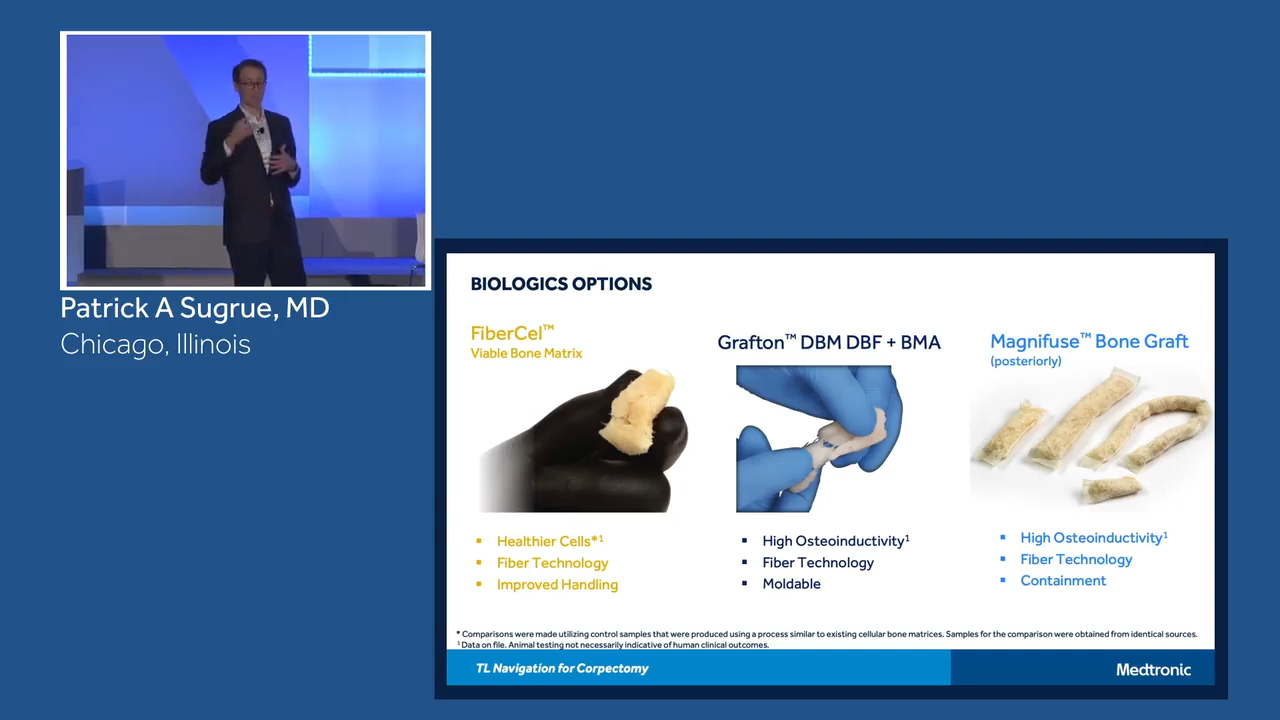 Patrick A Sugrue, MD
Chicago, Illinois
BIOLOGICS OPTIONS
FiberCel™
Viable Bone Matrix
▪ Healthier Cells*¹
▪ Fiber Technology
▪ Improved Handling
Grafton™ DBM DBF + BMA
▪ High Osteoinductivity¹
▪ Fiber Technology
▪ Moldable
Magnifuse™ Bone Graft
(posteriorly)
▪ High Osteoinductivity¹
▪ Fiber Technology
▪ Containment
* Comparisons were made utilizing control samples that were produced using a process similar to existing cellular bone matrices. Samples for the comparison were obtained from identical sources.
¹ Data on file. Animal testing not necessarily indicative of human clinical outcomes.
TL Navigation for Corpectomy
Medtronic